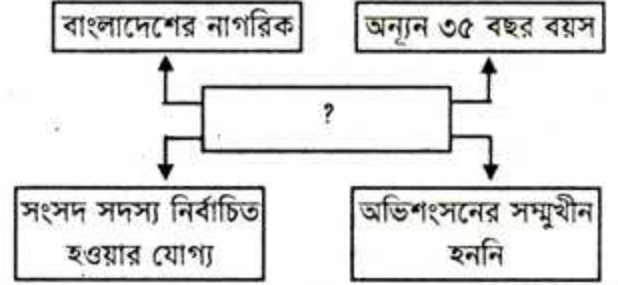 বাংলাদেশের নাগরিক
অন্যূন ৩৫ বছর বয়স
?
সংসদ সদস্য নির্বাচিত
হওয়ার যোগ্য
অভিশংসনের সম্মুখীন
হননি